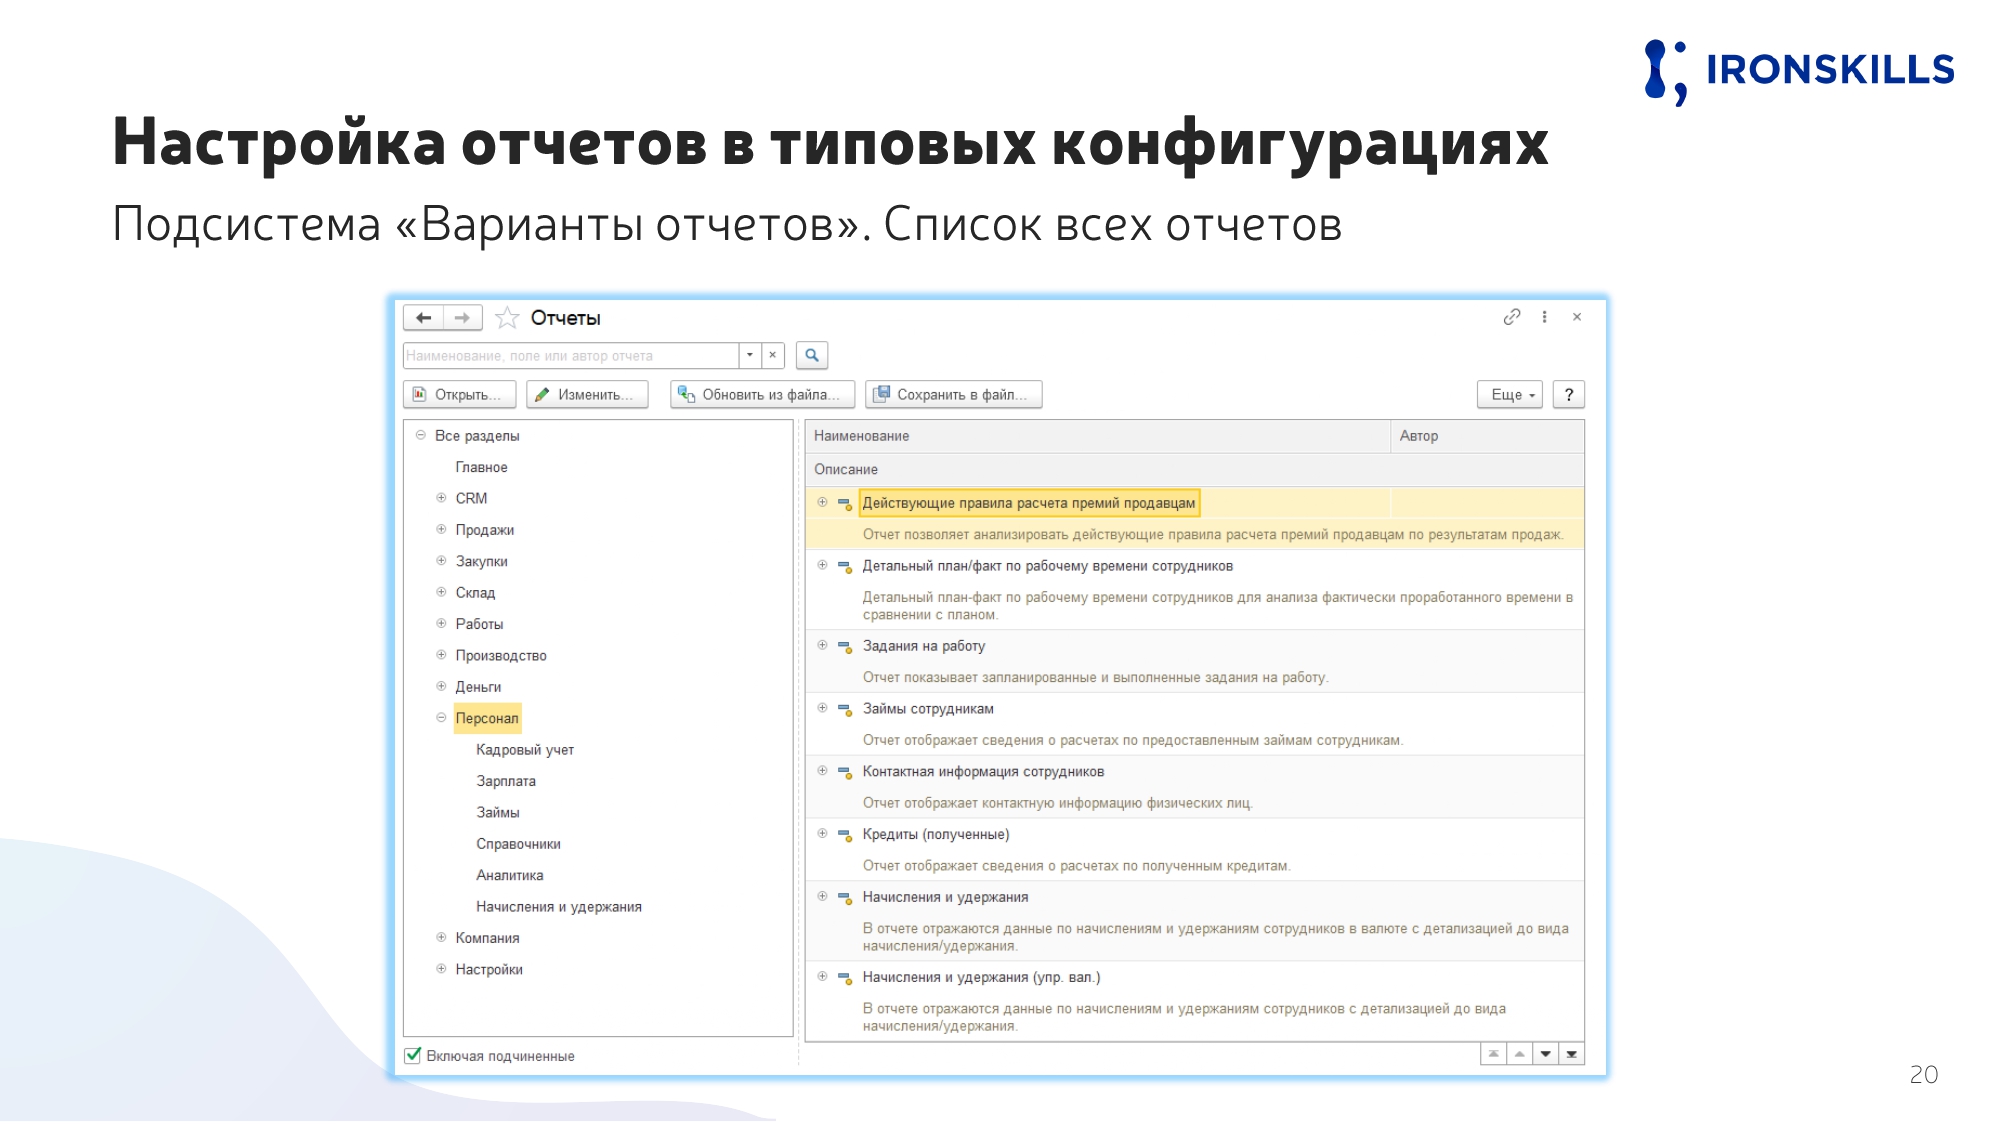 IRONSKILLS
Настройка отчетов в типовых конфигурациях
Подсистема «Варианты отчетов». Список всех отчетов
Отчеты
Наименование, поле или автор отчета
Открыть...
Изменить...
Обновить из файла...
Сохранить в файл...
Еще
?
Все разделы
Главное
CRM
Продажи
Закупки
Склад
Работы
Производство
Деньги
Персонал
Кадровый учет
Зарплата
Займы
Справочники
Аналитика
Начисления и удержания
Компания
Настройки
Включая подчиненные
Наименование
Автор
Описание
Действующие правила расчета премий продавцам
Отчет позволяет анализировать действующие правила расчета премий продавцам по результатам продаж.
Детальный план/факт по рабочему времени сотрудников
Детальный план-факт по рабочему времени сотрудников для анализа фактически проработанного времени в
сравнении с планом.
Задания на работу
Отчет показывает запланированные и выполненные задания на работу.
Займы сотрудникам
Отчет отображает сведения о расчетах по предоставленным займам сотрудникам.
Контактная информация сотрудников
Отчет отображает контактную информацию физических лиц.
Кредиты (полученные)
Отчет отображает сведения о расчетах по полученным кредитам.
Начисления и удержания
В отчете отражаются данные по начислениям и удержаниям сотрудников в валюте с детализацией до вида
начисления/удержания.
Начисления и удержания (упр. вал.)
В отчете отражаются данные по начислениям и удержаниям сотрудников с детализацией до вида
начисления/удержания.
20